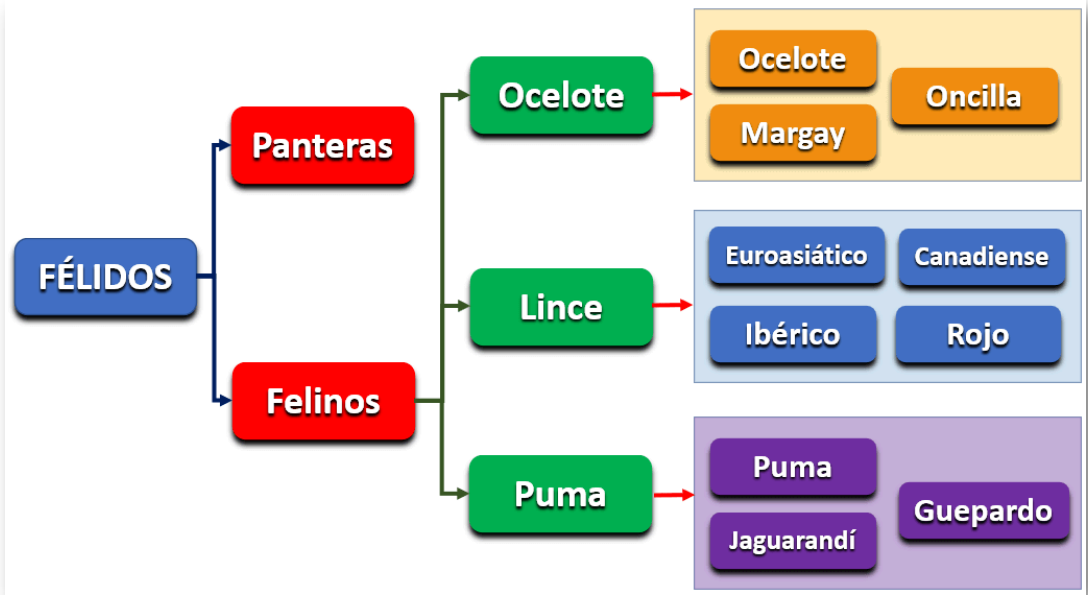 FÉLIDOS
Panteras
Felinos
Ocelote
Ocelote
Margay
Oncilla
Lince
Euroasiático
Canadiense
Ibérico
Rojo
Puma
Puma
Jaguarandí
Guepardo